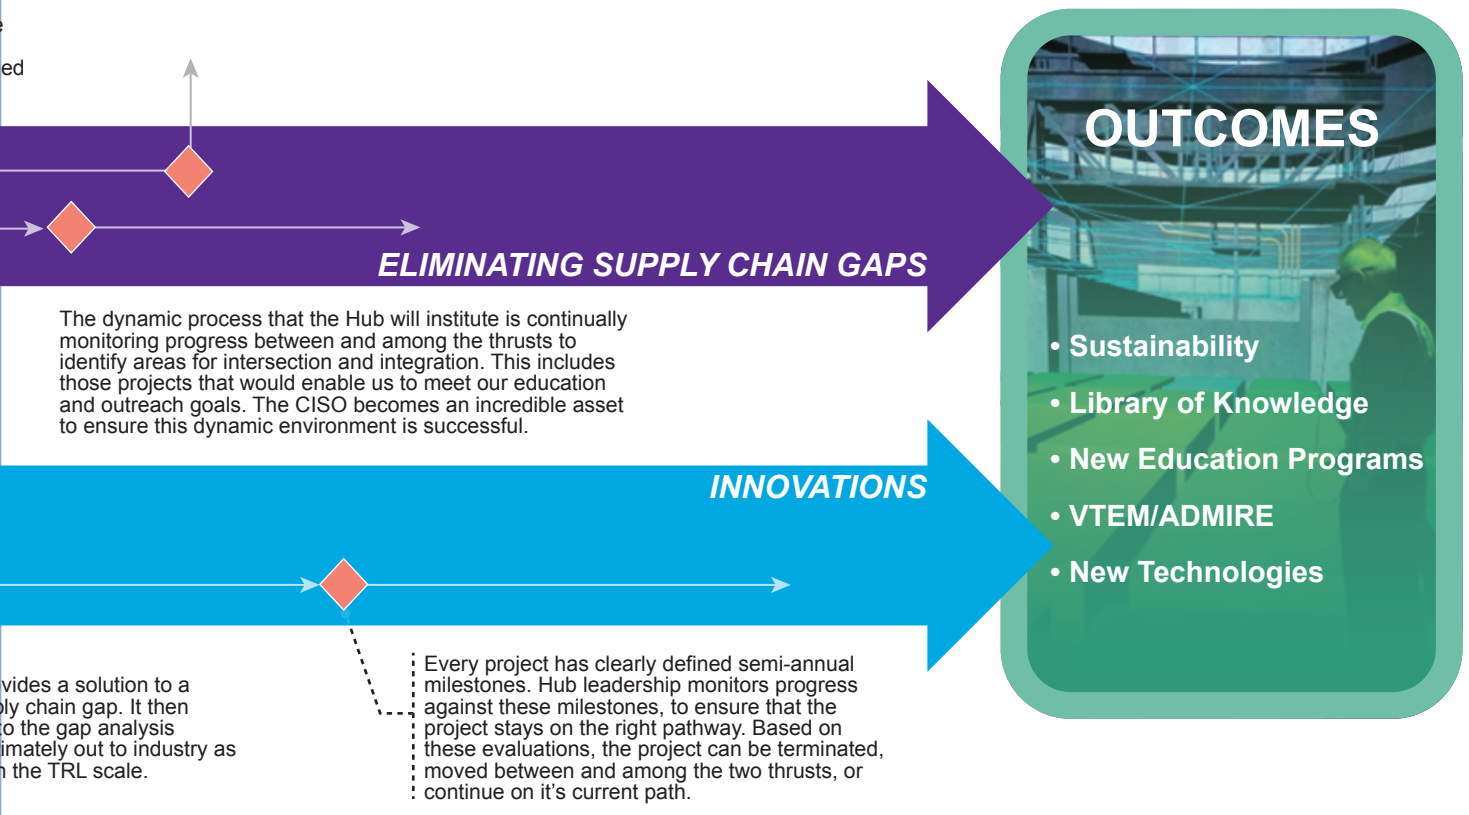 e
ed
OUTCOMES
ELIMINATING SUPPLY CHAIN GAPS
The dynamic process that the Hub will institute is continually
monitoring progress between and among the thrusts to
identify areas for intersection and integration. This includes
those projects that would enable us to meet our education
and outreach goals. The CISO becomes an incredible asset
to ensure this dynamic environment is successful.
• Sustainability
• Library of Knowledge
• New Education Programs
• VTEM/ADMIRE
• New Technologies
INNOVATIONS
vides a solution to a
ly chain gap. It then
to the gap analysis
imately out to industry as
the TRL scale.
Every project has clearly defined semi-annual
milestones. Hub leadership monitors progress
against these milestones, to ensure that the
project stays on the right pathway. Based on
these evaluations, the project can be terminated,
moved between and among the two thrusts, or
continue on it's current path.